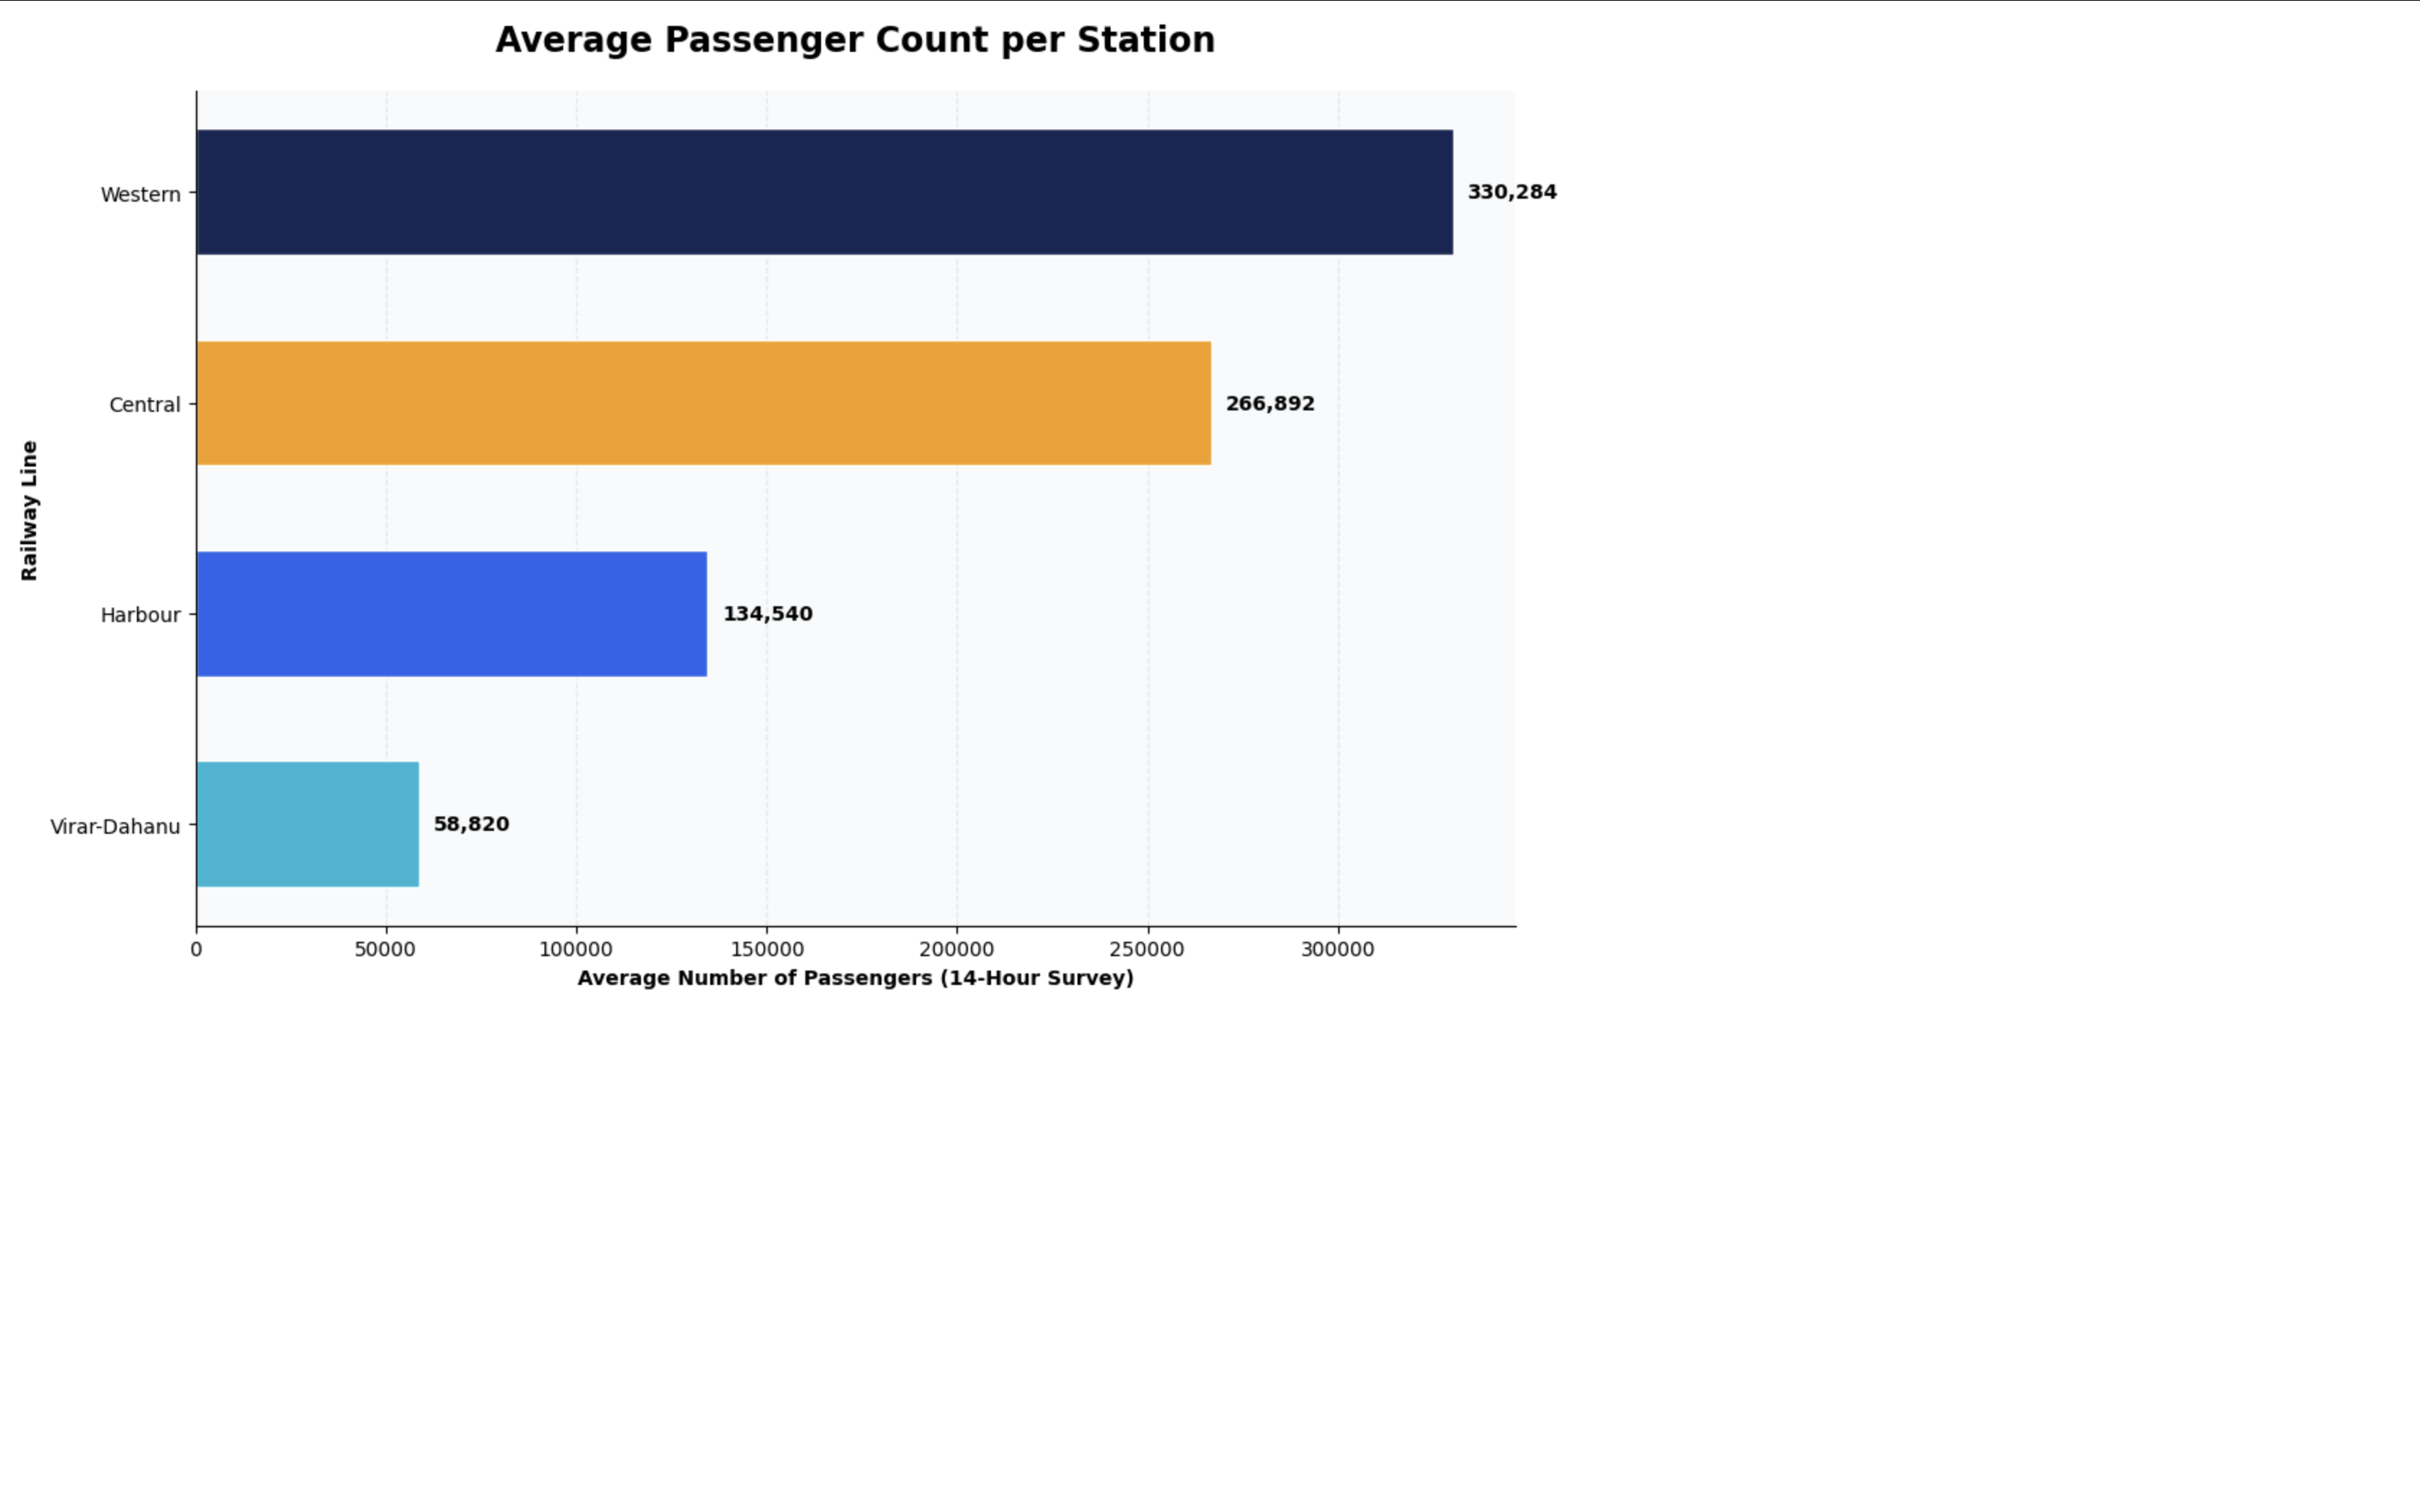 Average Passenger Count per Station
Western
330,284
Central
266,892
Railway Line
Harbour
134,540
Virar-Dahanu
58,820
0 50000 100000 150000 200000 250000 300000
Average Number of Passengers (14-Hour Survey)